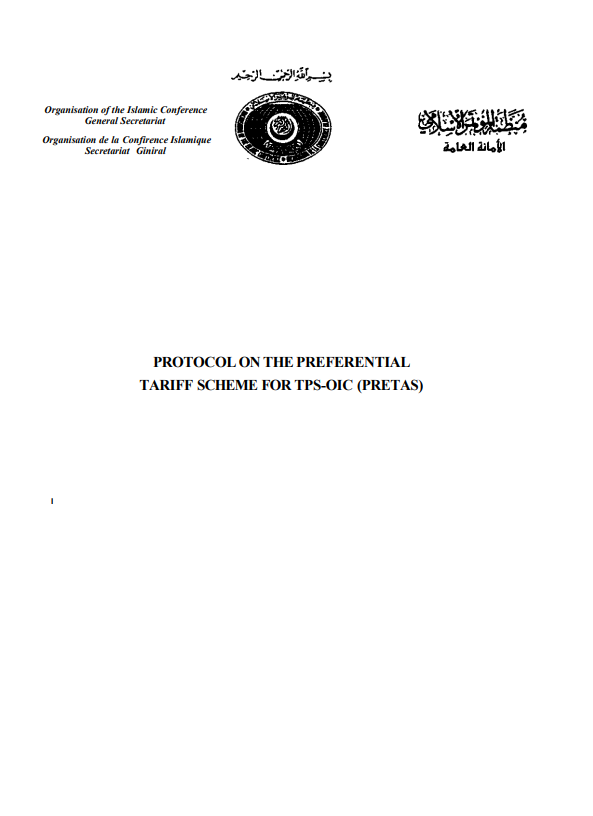 بسم الله الرحمن الرحيم
Organisation of the Islamic Conference
General Secretariat
Organisation de la Confirence Islamique
Secretariat Giniral
منظمة المؤتمر الإسلامي
الأمانة العامة
PROTOCOL ON THE PREFERENTIAL
TARIFF SCHEME FOR TPS-OIC (PRETAS)